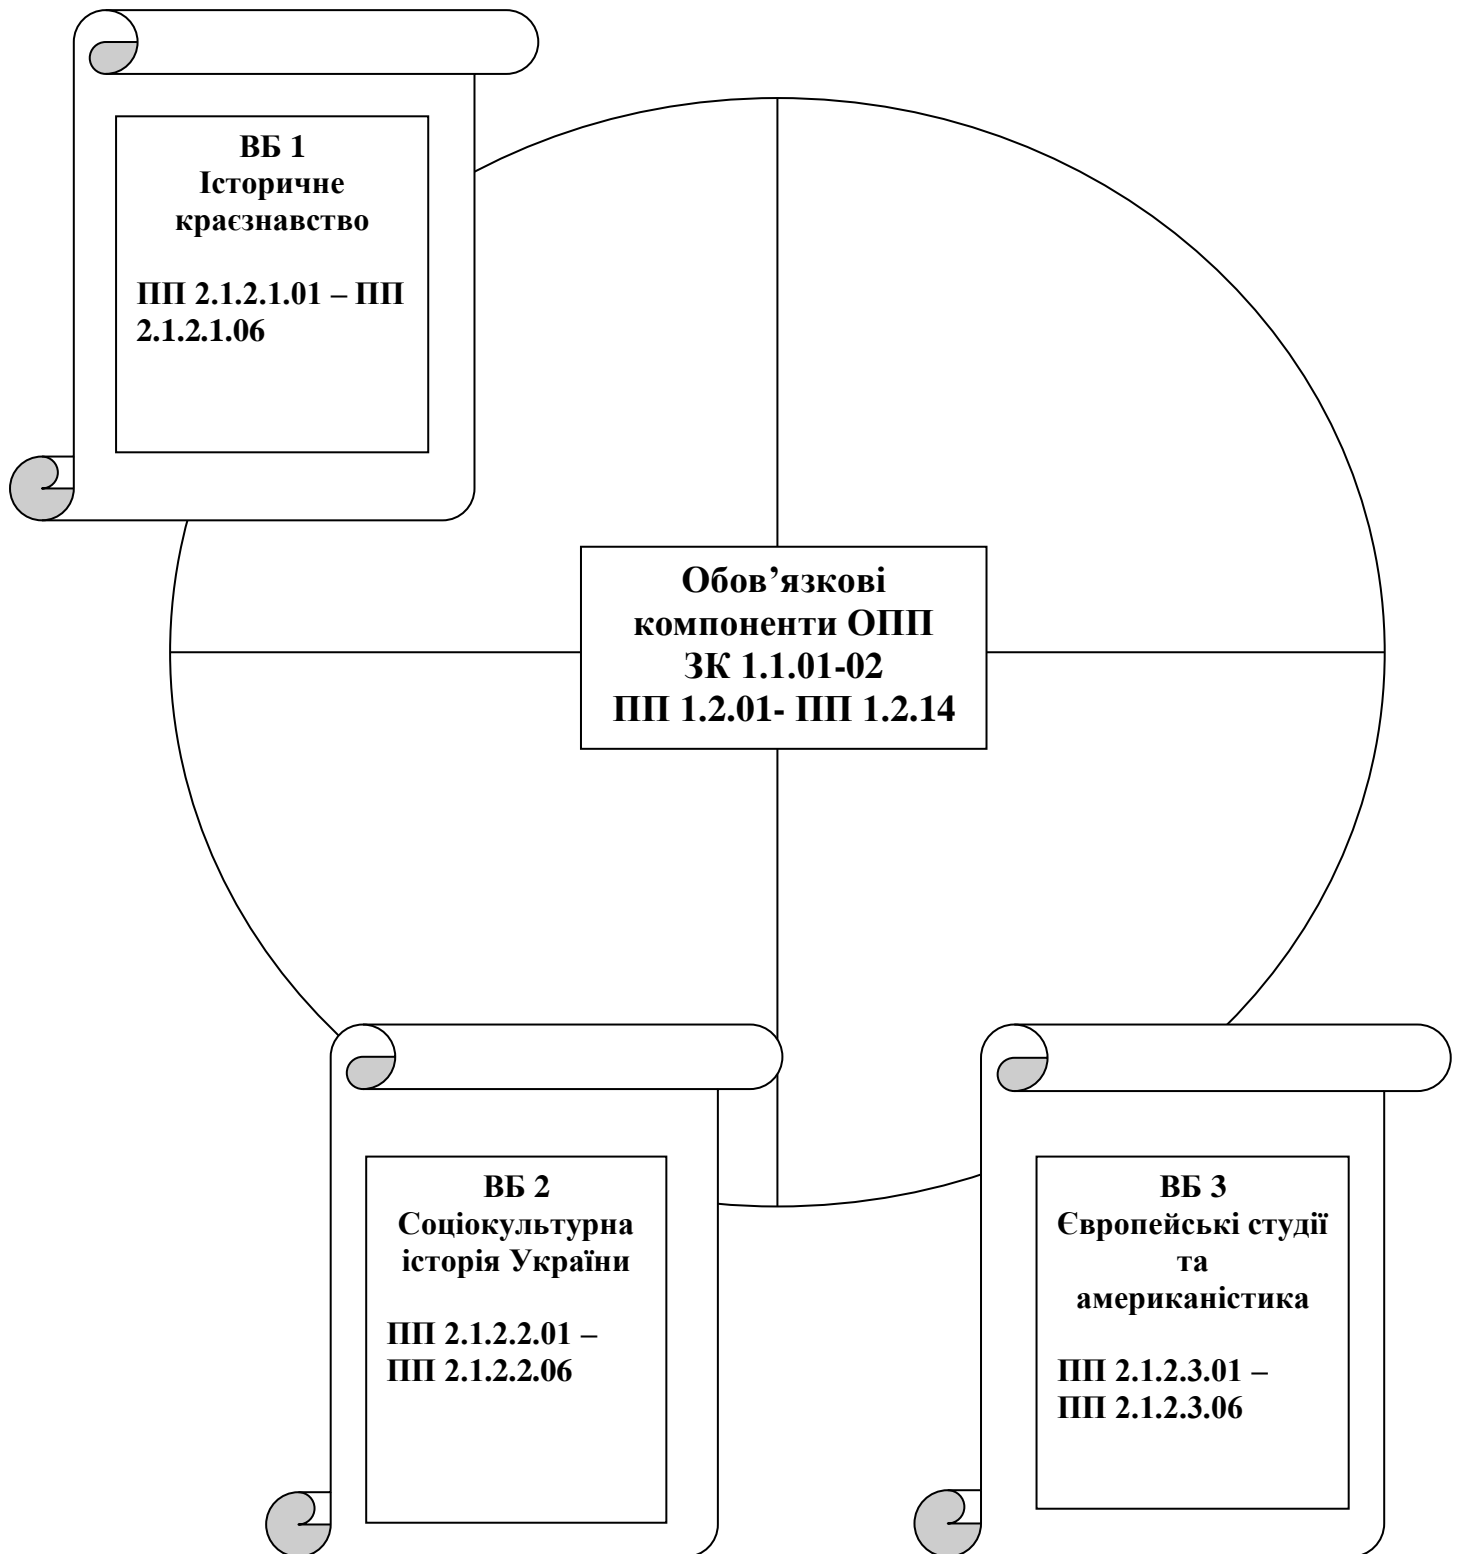 ВБ 1
Історичне
краєзнавство
ПП 2.1.2.1.01 – ПП
2.1.2.1.06
Обов’язкові
компоненти ОПП
ЗК 1.1.01-02
ПП 1.2.01- ПП 1.2.14
ВБ 2
Соціокультурна
історія України
ПП 2.1.2.2.01 –
ПП 2.1.2.2.06
ВБ 3
Європейські студії
та
американістика
ПП 2.1.2.3.01 –
ПП 2.1.2.3.06